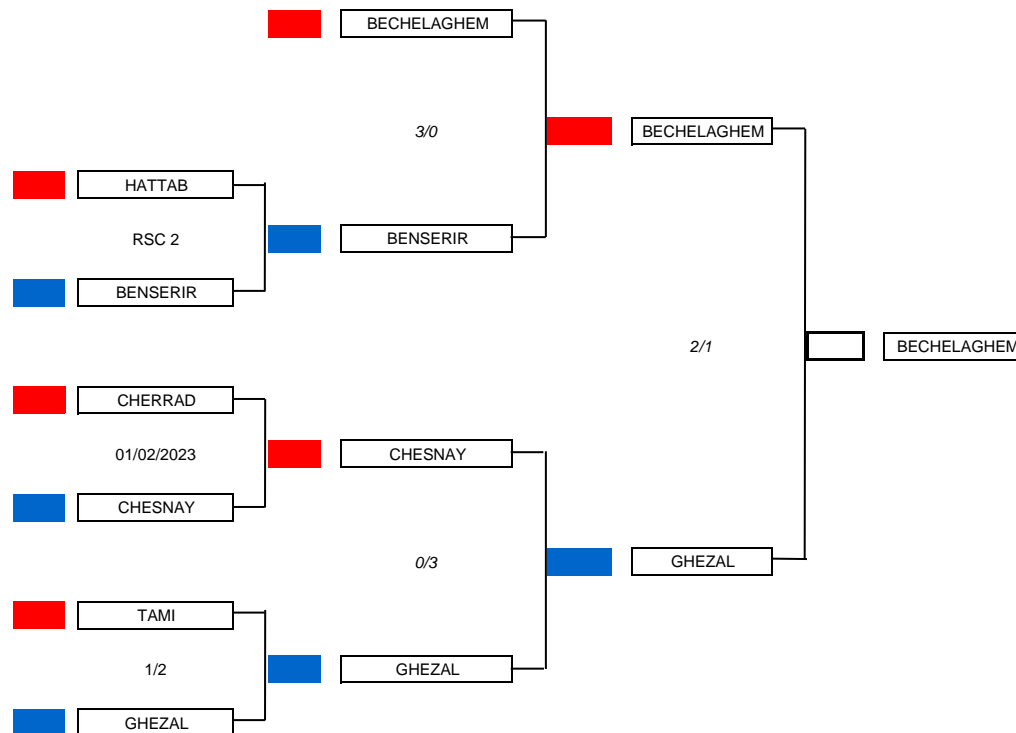 BECHELAGHEM
3/0
BECHELAGHEM
HATTAB
RSC 2
BENSERIR
BENSERIR
2/1
BECHELAGHEM
CHERRAD
01/02/2023
CHESNAY
CHESNAY
0/3
GHEZAL
TAMI
1/2
GHEZAL
GHEZAL